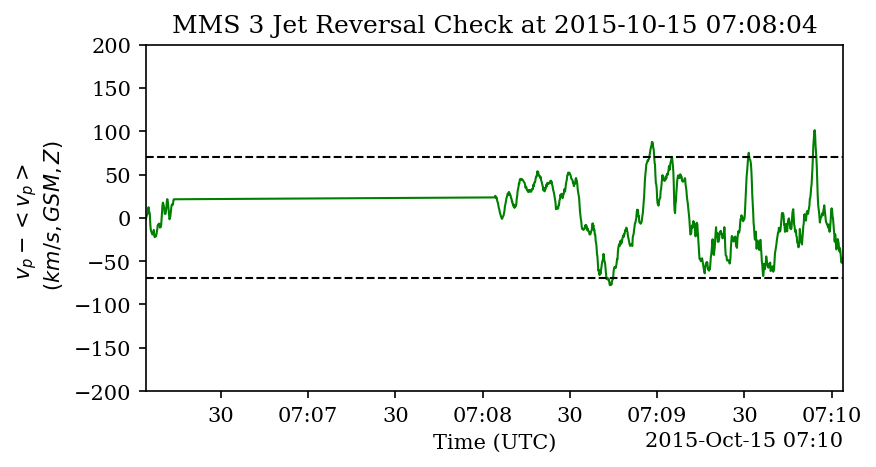 MMS 3 Jet Reversal Check at 2015-10-15 07:08:04
200
150
100
50
0
−50
−100
−150
−200
v_p − < v_p >
(km/s, GSM, Z)
30 07:07 30 07:08 30 07:09 30 07:10
Time (UTC) 2015-Oct-15 07:10